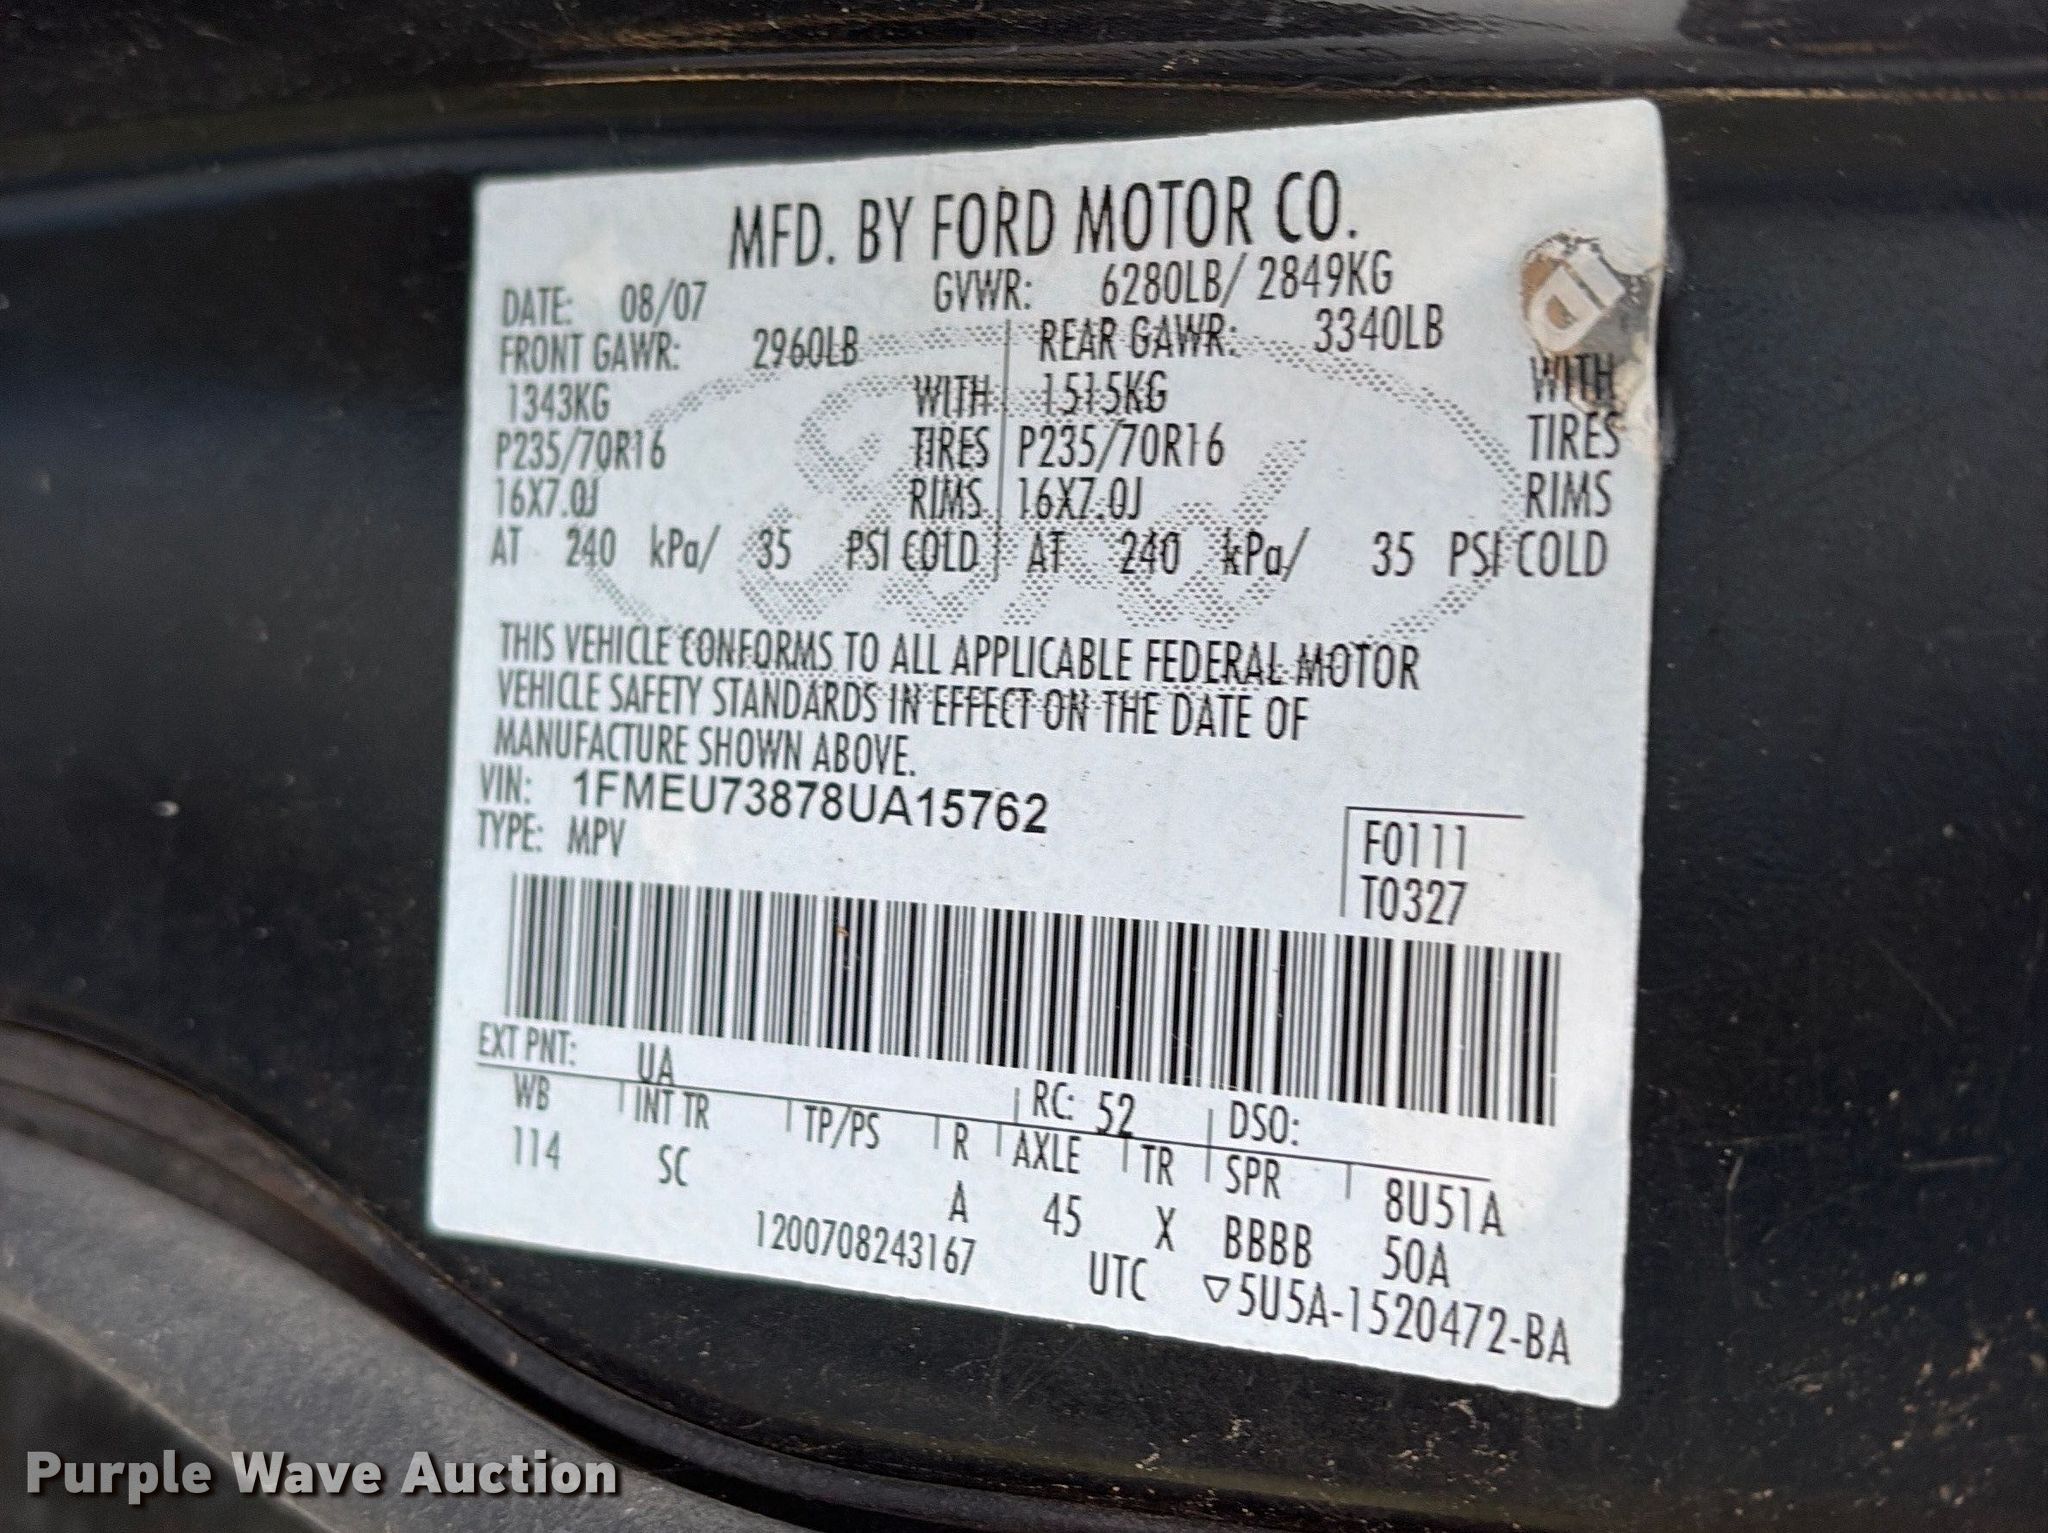 MFD. BY FORD MOTOR CO.
DATE: 08/07 GVWR: 6280LB/ 2849KG
FRONT GAWR: 2960LB REAR GAWR: 3340LB
1343KG WITH 1515KG WITH
P235/70R16 TIRES P235/70R16 TIRES
16X7.0J RIMS 16X7.0J RIMS
AT 240 kPa/ 35 PSI COLD AT 240 kPa/ 35 PSI COLD
Ford
THIS VEHICLE CONFORMS TO ALL APPLICABLE FEDERAL MOTOR
VEHICLE SAFETY STANDARDS IN EFFECT ON THE DATE OF
MANUFACTURE SHOWN ABOVE.
VIN: 1FMEU73878UA15762
TYPE: MPV
F0111
T0327
EXT PNT: UA RC: 52 DSO:
WB INT TR TP/PS R AXLE TR SPR 8U51A
114 SC A 45 X BBBB 50A
1200708243167 UTC ▽5U5A-1520472-BA
Purple Wave Auction